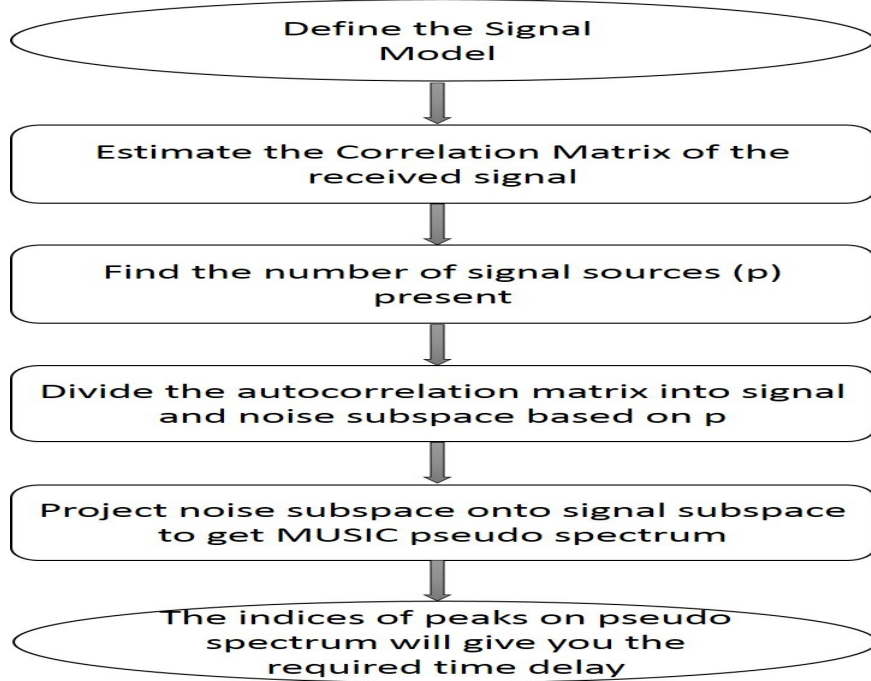 Define the Signal
Model
Estimate the Correlation Matrix of the
received signal
Find the number of signal sources (p)
present
Divide the autocorrelation matrix into signal
and noise subspace based on p
Project noise subspace onto signal subspace
to get MUSIC pseudo spectrum
The indices of peaks on pseudo
spectrum will give you the
required time delay